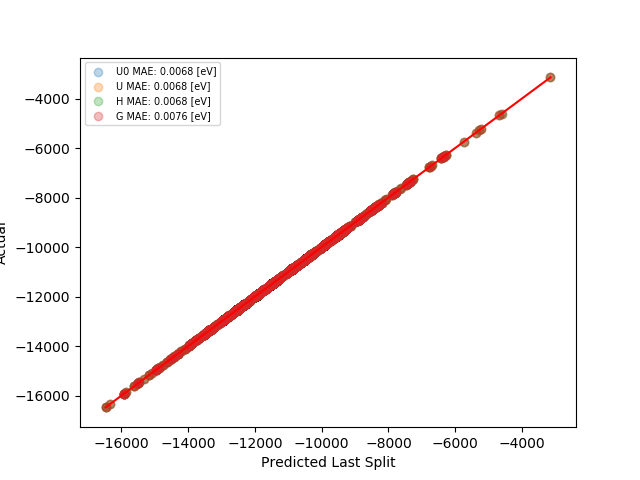 U0 MAE: 0.0068 [eV]
U MAE: 0.0068 [eV]
H MAE: 0.0068 [eV]
G MAE: 0.0076 [eV]
−4000
−6000
−8000
−10000
−12000
−14000
−16000
Actual
−16000 −14000 −12000 −10000 −8000 −6000 −4000
Predicted Last Split